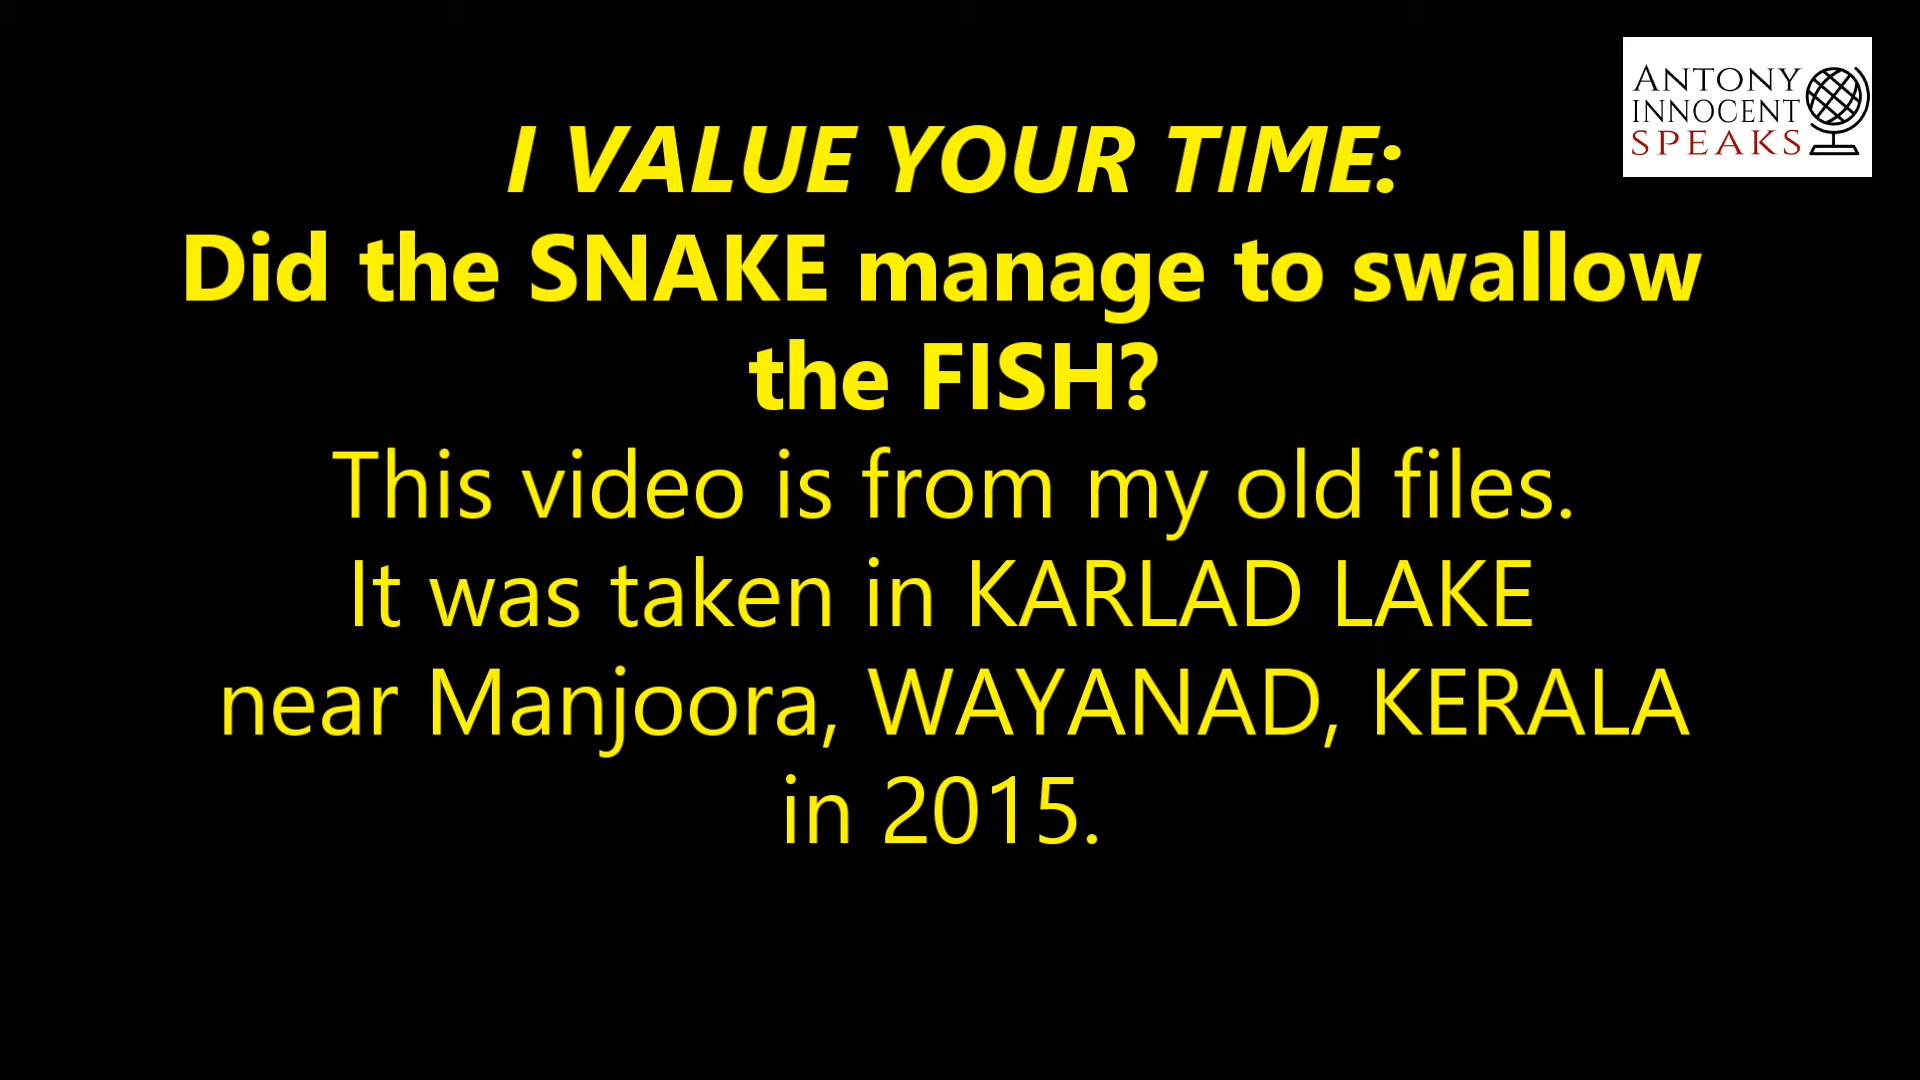 ANTONY
INNOCENT
SPEAKS
I VALUE YOUR TIME:
Did the SNAKE manage to swallow
the FISH?
This video is from my old files.
It was taken in KARLAD LAKE
near Manjoora, WAYANAD, KERALA
in 2015.